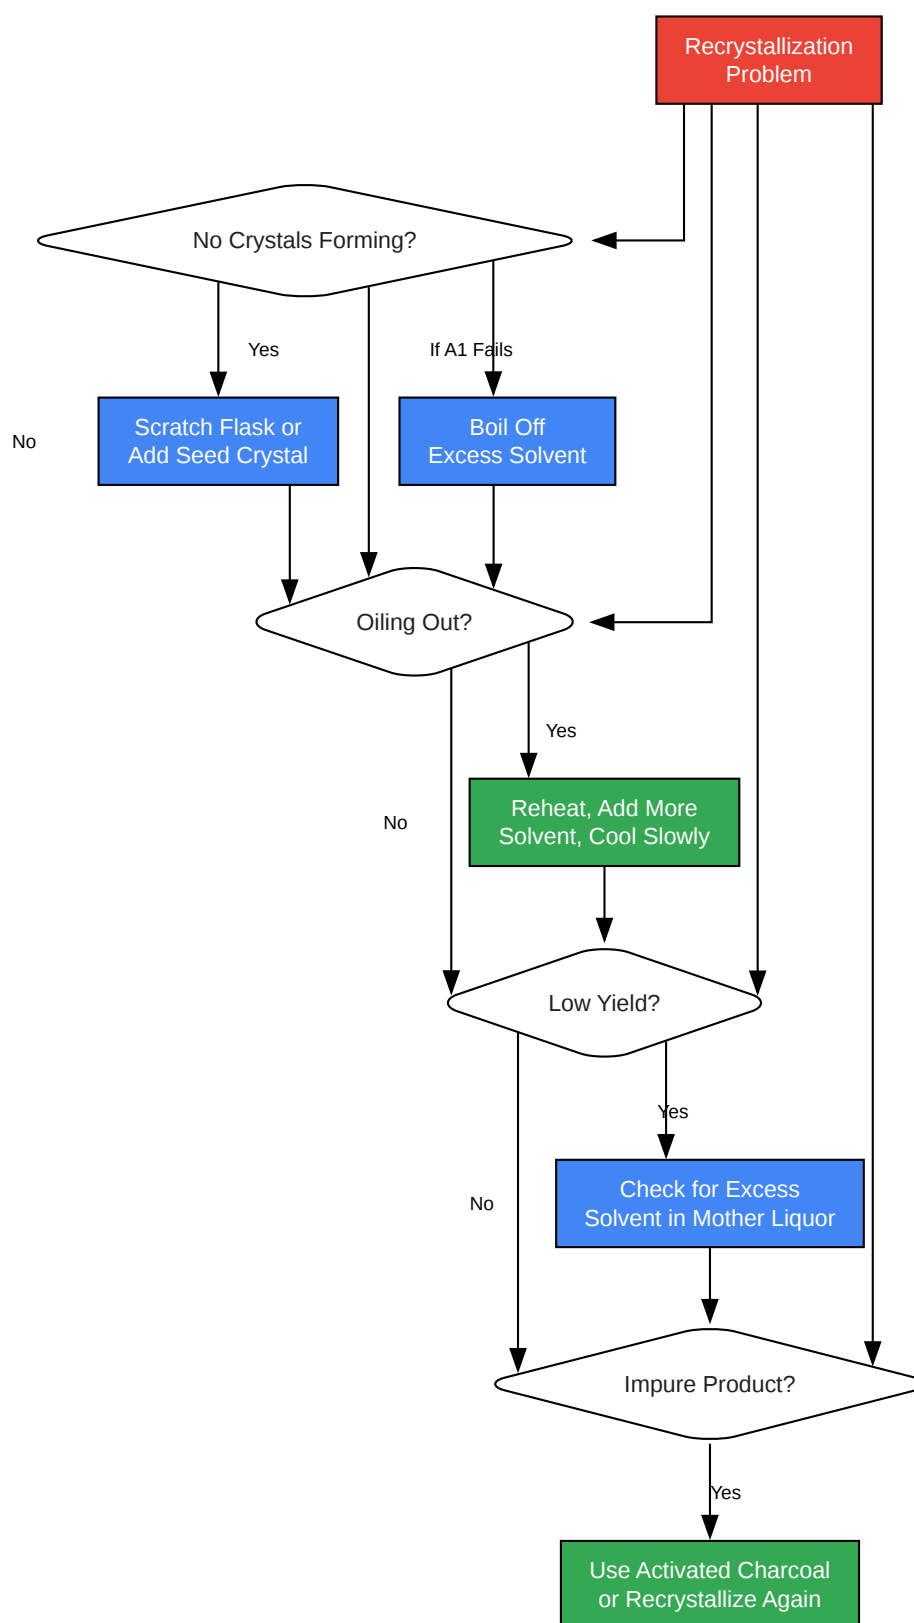 Recrystallization
Problem
No Crystals Forming?
Yes
If A1 Fails
No
Scratch Flask or
Add Seed Crystal
Boil Off
Excess Solvent
Oiling Out?
Yes
No
Reheat, Add More
Solvent, Cool Slowly
Low Yield?
Yes
No
Check for Excess
Solvent in Mother Liquor
Impure Product?
Yes
Use Activated Charcoal
or Recrystallize Again